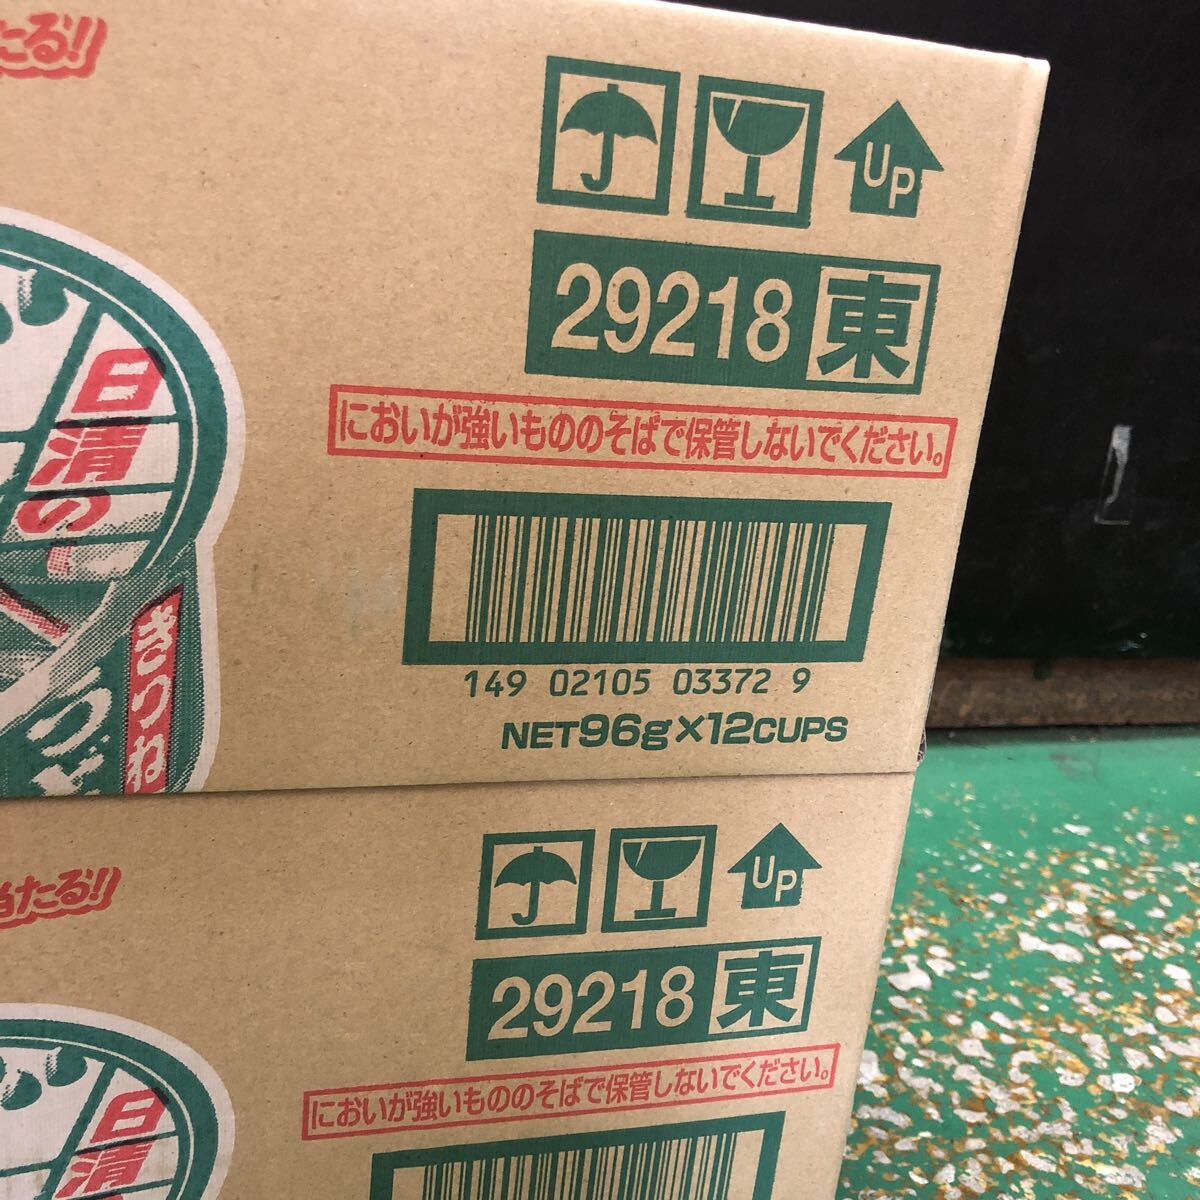 たる!!
UP
29218 東
においが強いもののそばで保管しないでください。
日清の
きつね
149 02105 03372 9
NET96g×12CUPS
当たる!!
UP
29218 東
においが強いもののそばで保管しないでください。
日清